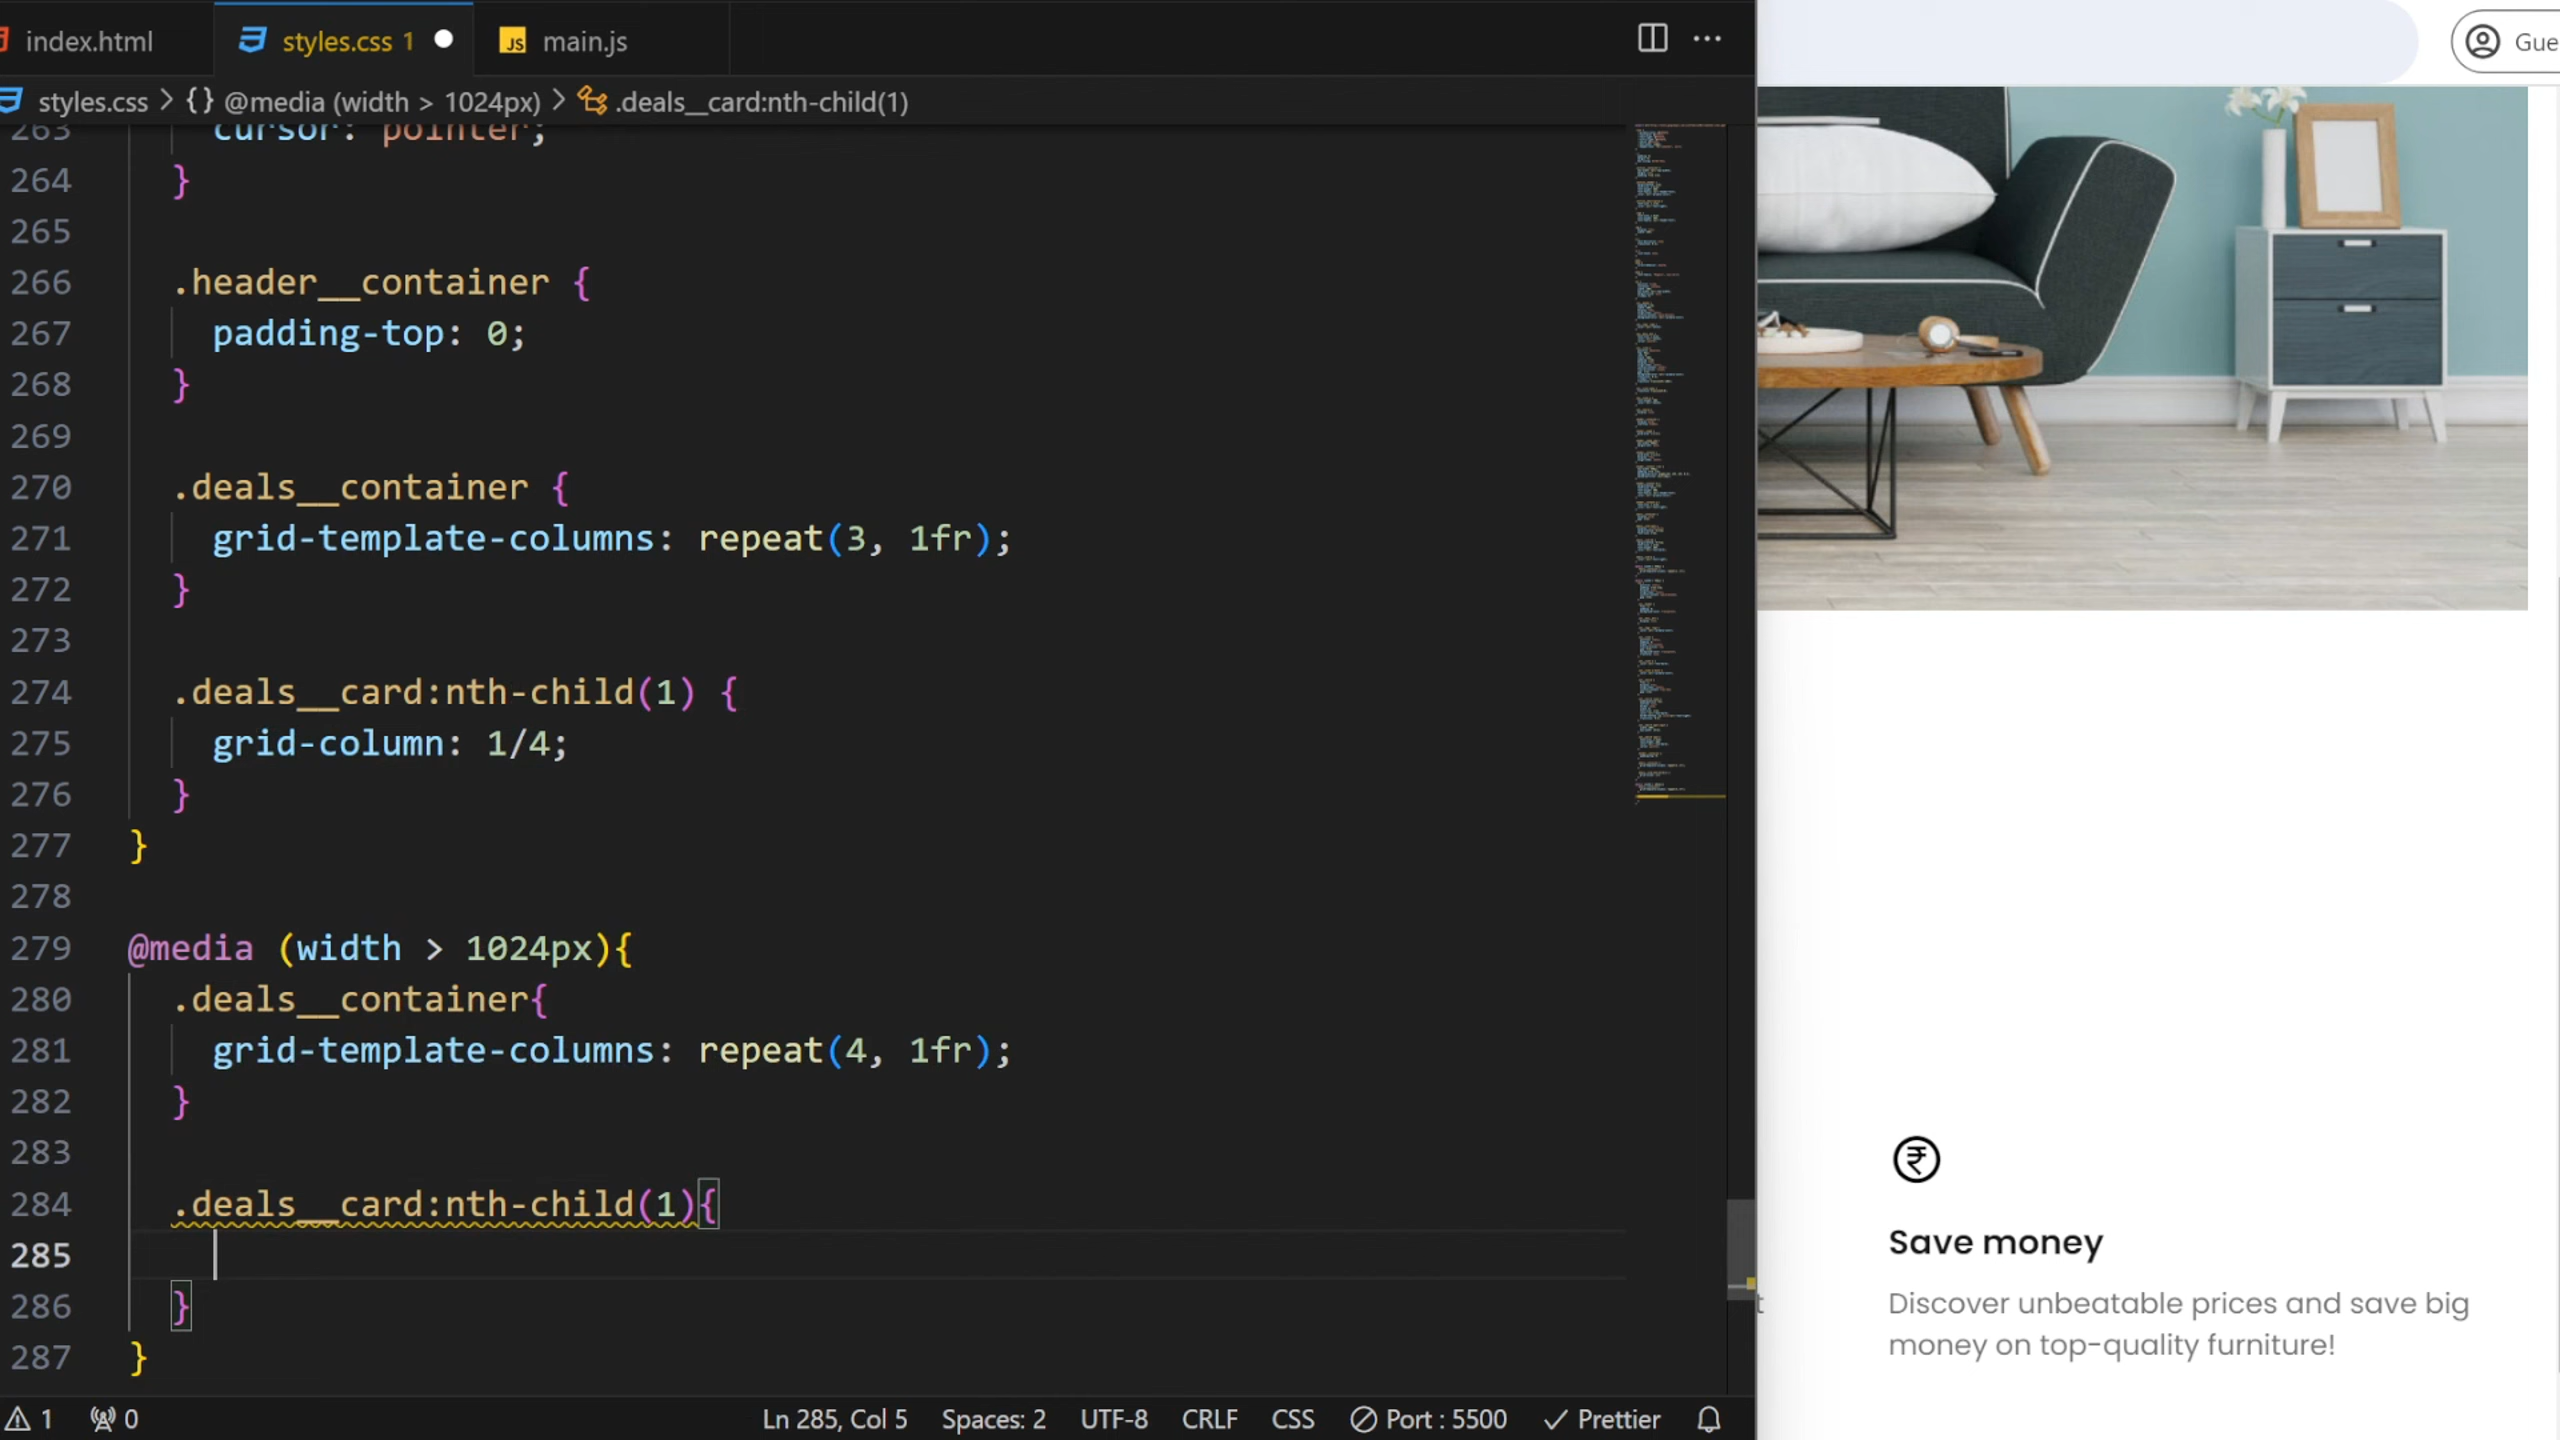 index.html
styles.css 1
JS main.js
styles.css > {} @media (width > 1024px) > .deals__card:nth-child(1)
263 cursor: pointer;
264 }
265
266 .header__container {
267 padding-top: 0;
268 }
269
270 .deals__container {
271 grid-template-columns: repeat(3, 1fr);
272 }
273
274 .deals__card:nth-child(1) {
275 grid-column: 1/4;
276 }
277 }
278
279 @media (width > 1024px){
280 .deals__container{
281 grid-template-columns: repeat(4, 1fr);
282 }
283
284 .deals__card:nth-child(1){
285
286 }
287 }
1 0 Ln 285, Col 5 Spaces: 2 UTF-8 CRLF CSS Port : 5500 Prettier
Gue
₹
Save money
Discover unbeatable prices and save big
money on top-quality furniture!